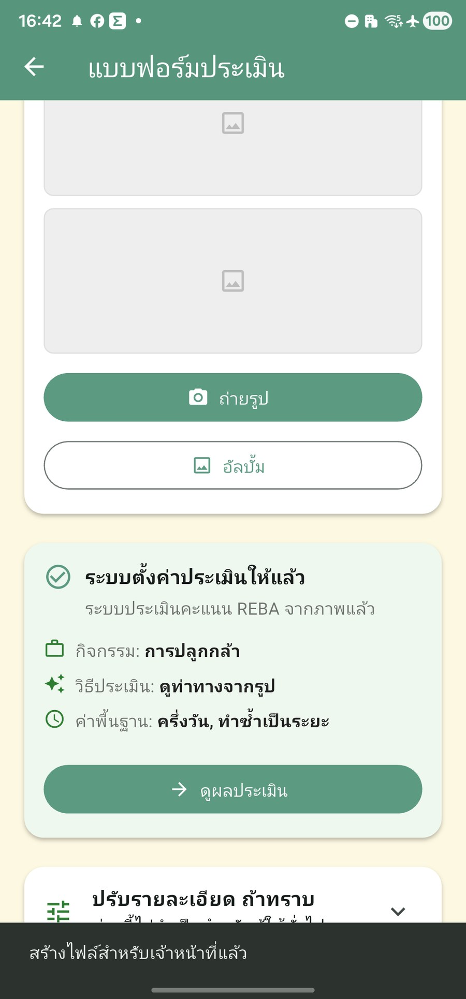 16:42
5
100
แบบฟอร์มประเมิน
ถ่ายรูป
อัลบั้ม
ระบบตั้งค่าประเมินให้แล้ว
ระบบประเมินคะแนน REBA จากภาพแล้ว
กิจกรรม: การปลูกกล้า
วิธีประเมิน: ดูท่าทางจากรูป
ค่าพื้นฐาน: ครึ่งวัน, ทำซ้ำเป็นระยะ
ดูผลประเมิน
ปรับรายละเอียด ถ้าทราบ
สร้างไฟล์สำหรับเจ้าหน้าที่แล้ว